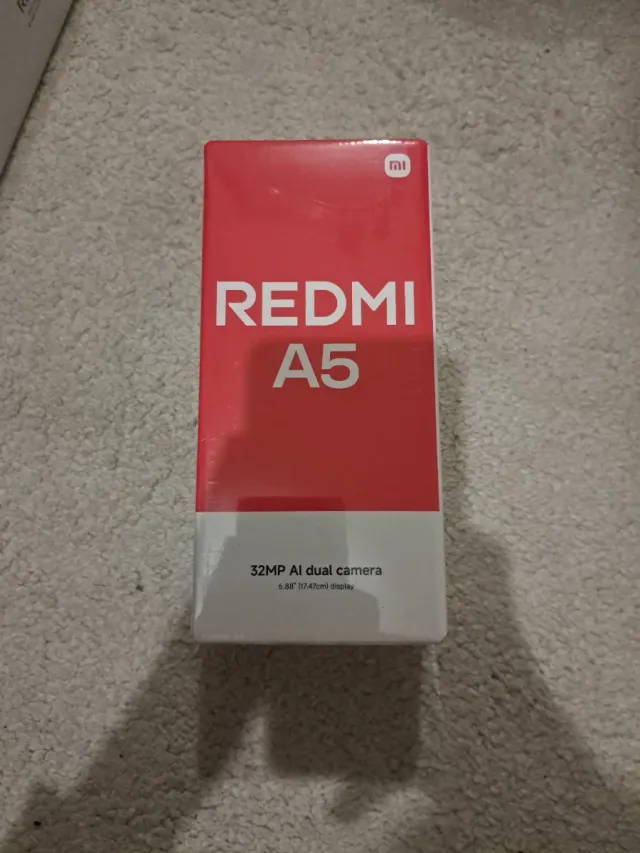 mi
REDMI
A5
32MP AI dual camera
6.88" (17.47cm) display